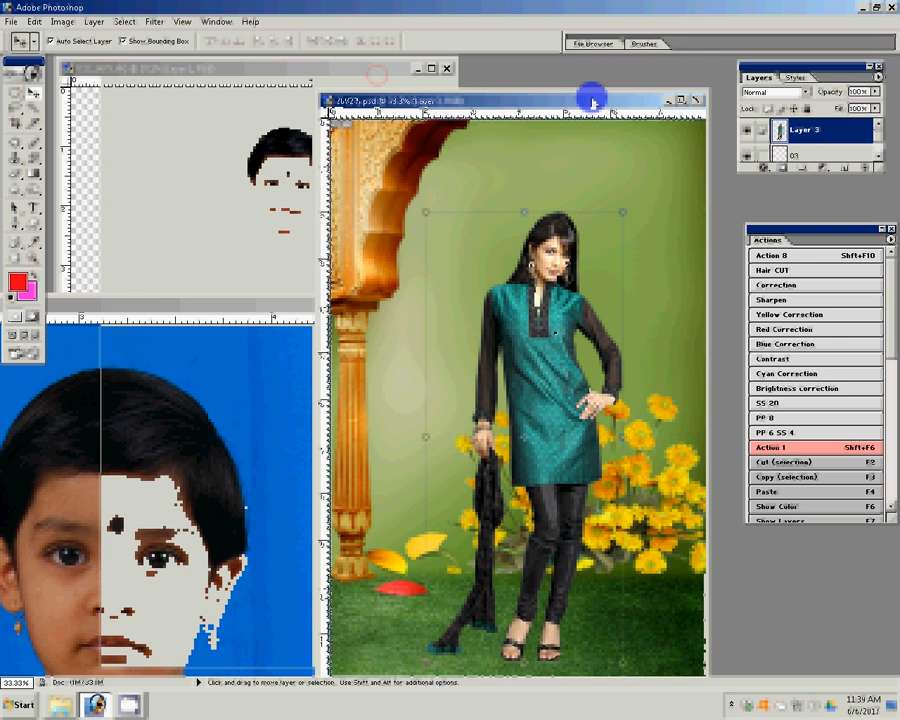 Adobe Photoshop
File Edit Image Layer Select Filter View Window Help
Auto Select Layer Show Bounding Box
File Browser Brushes
Layers Styles
Normal Opacity: 100%
Lock: Fill: 100%
Layer 3
03
Actions
Action 8 Shft+F10
Hair CUT
Correction
Sharpen
Yellow Correction
Red Correction
Blue Correction
Contrast
Cyan Correction
Brightness correction
SS 20
PP 8
PP 6 SS 4
Action 1 Shft+F6
Cut (selection) F2
Copy (selection) F3
Paste F4
Show Color F6
Show Layers F7
33.33% Click and drag to move layer or selection. Use Shift and Alt for additional options.
Start
11:39 AM
6/6/2017